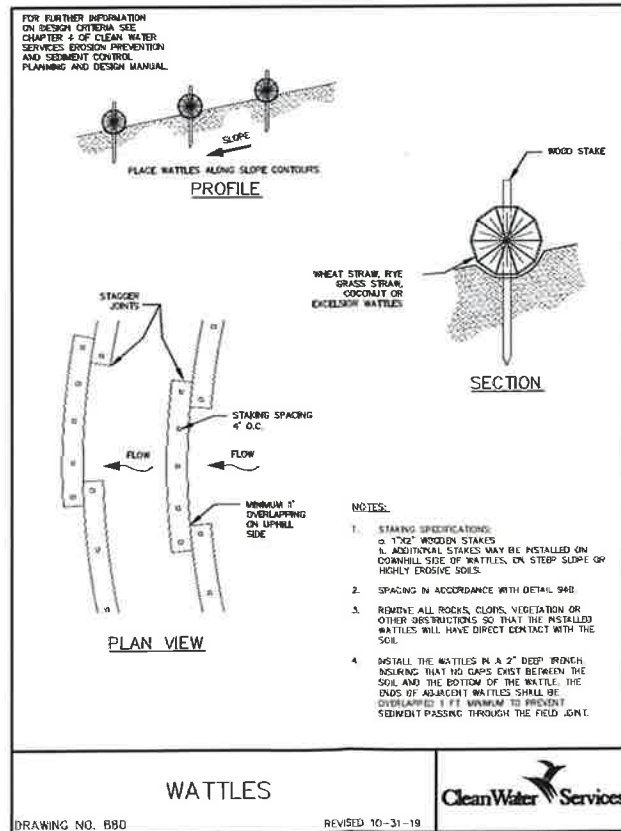 FOR FURTHER INFORMATION
ON DESIGN CRITERIA SEE
CHAPTER 4 OF CLEAN WATER
SERVICES EROSION PREVENTION
AND SEDIMENT CONTROL
PLANNING AND DESIGN MANUAL.
SLOPE
PLACE WATTLES ALONG SLOPE CONTOURS
PROFILE
WOOD STAKE
WHEAT STRAW, RYE
GRASS STRAW,
COCONUT OR
EXCELSIOR WATTLES
SECTION
STAGGER
JOINTS
STAKING SPACING
4' O.C.
FLOW
FLOW
MINIMUM 1'
OVERLAPPING
ON UPHILL
SIDE
PLAN VIEW
NOTES:
1. STAKING SPECIFICATIONS:
a. 1"X2" WOODEN STAKES
b. ADDITIONAL STAKES MAY BE INSTALLED ON
DOWNHILL SIDE OF WATTLES, ON STEEP SLOPE OR
HIGHLY EROSIVE SOILS.
2. SPACING IN ACCORDANCE WITH DETAIL
3. REMOVE ALL ROCKS, CLODS, VEGETATION OR
OTHER OBSTRUCTIONS SO THAT THE INSTALLED
WATTLES WILL HAVE DIRECT CONTACT WITH THE
SOIL.
4. INSTALL THE WATTLES IN A 2" DEEP TRENCH
INSURING THAT NO GAPS EXIST BETWEEN THE
SOIL AND THE BOTTOM OF THE WATTLE. THE
ENDS OF ADJACENT WATTLES SHALL BE
OVERLAPPED 1 FT MINIMUM TO PREVENT
SEDIMENT PASSING THROUGH THE FIELD JOINT.
WATTLES
CleanWater Services
DRAWING NO. 880
REVISED 10-31-19